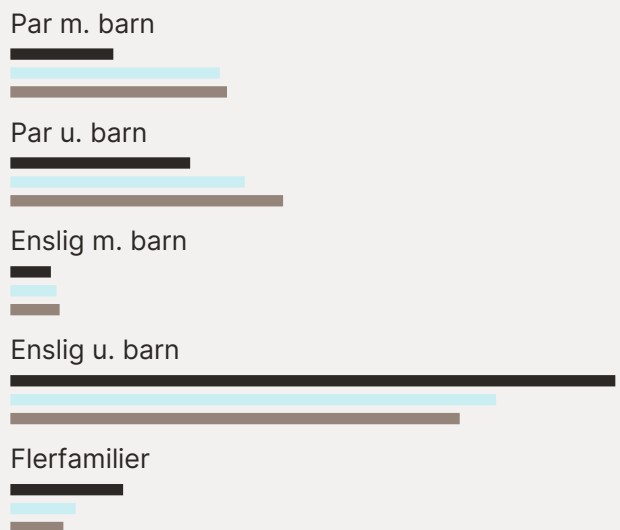 Par m. barn
Par u. barn
Enslig m. barn
Enslig u. barn
Flerfamilier